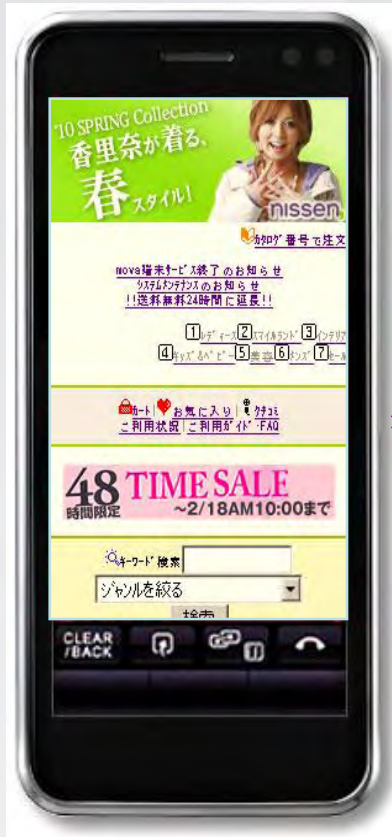 '10 SPRING Collection
香里奈が着る、
春スタイル!
nissen
カタログ番号で注文
mova端末サービス終了のお知らせ
システムメンテナンスのお知らせ
!!送料無料24時間に延長!!
1レディース2スマイルランド3インテリア
4キッズ&ベビー5美容6メンズ7セール
カート|お気に入り|クチコミ
ご利用状況|ご利用ガイド・FAQ
48時間限定
TIME SALE
～2/18AM10:00まで
キーワード検索
ジャンルを絞る
検索
CLEAR/BACK